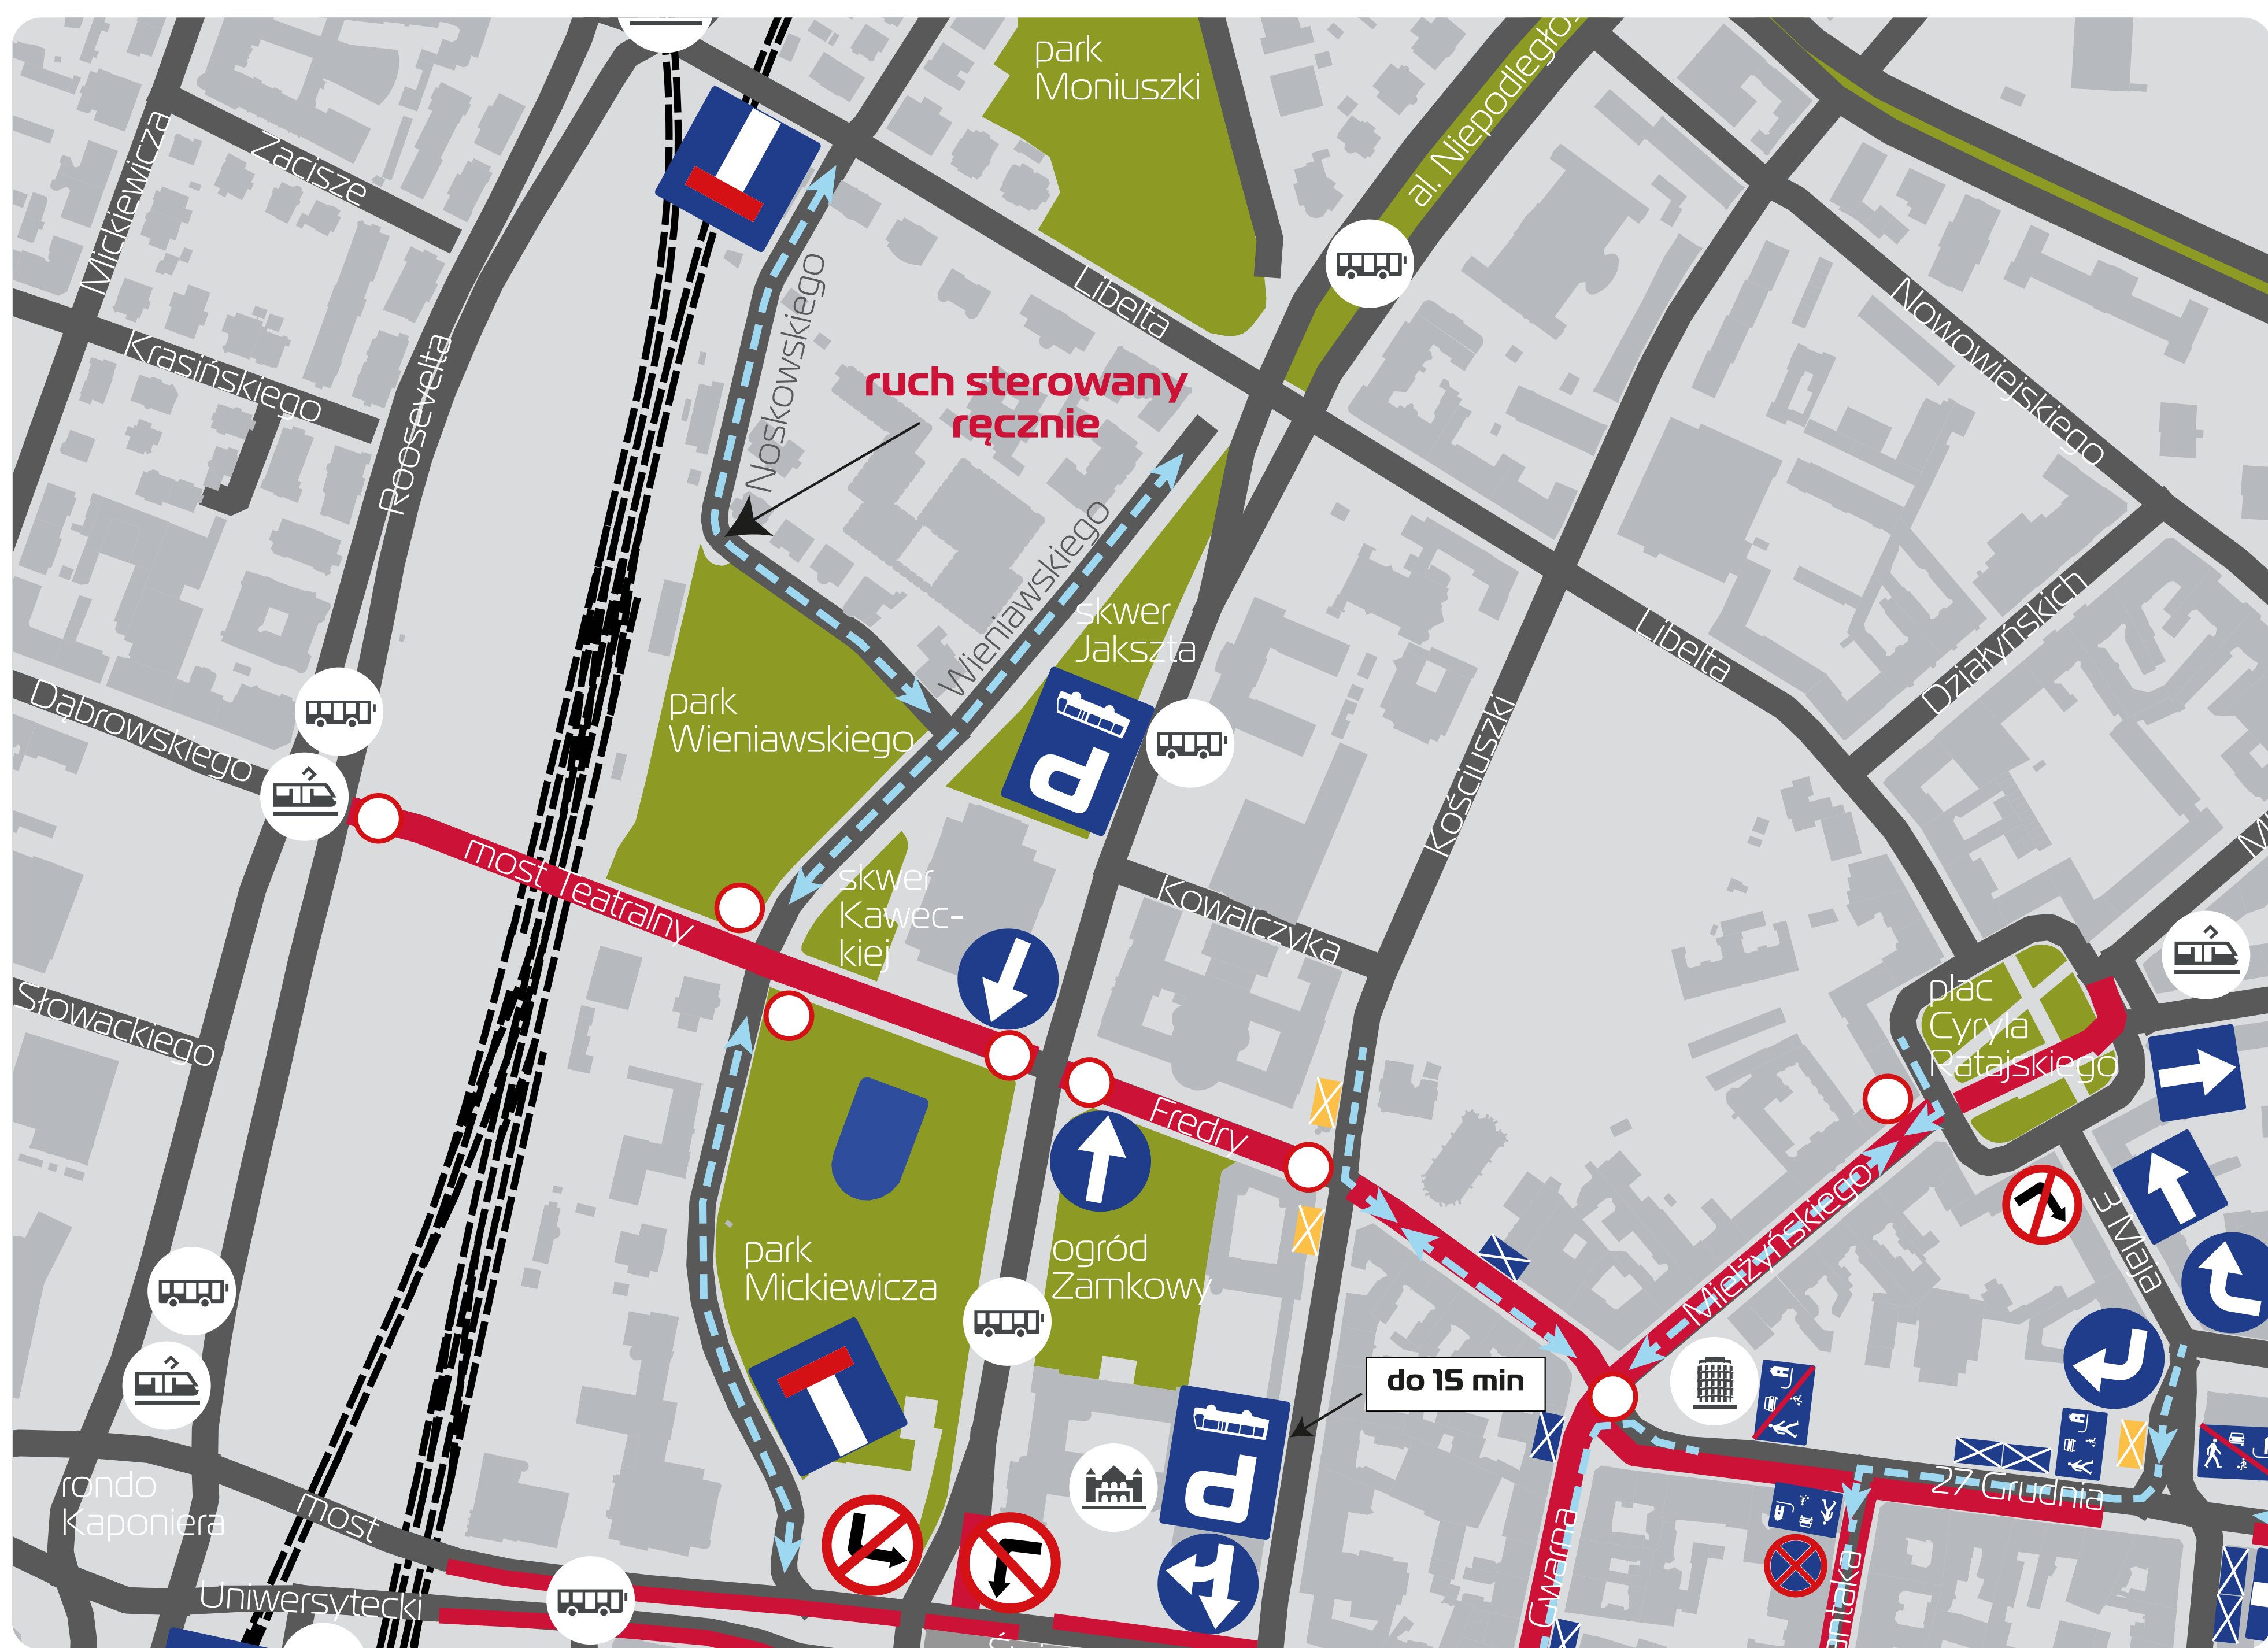 park
Moniuszki
al. Niepodległoś
Mickiewicza
Zacisze
Krasińskiego
Roosevelta
Noskowskiego
Libelta
Nowowiejskiego
ruch sterowany
ręcznie
Wieniawskiego
skwer
Jakszta
Libelta
Działyńskich
Dąbrowskiego
park
Wieniawskiego
P
Kościuszki
M
most Teatralny
skwer
Kawec-
kiej
Kowalczyka
Słowackiego
plac
Cyryla
Ratajskiego
Fredry
park
Mickiewicza
ogród
Zamkowy
Mielżyńskiego
3 Maja
do 15 min
P
rondo
Kaponiera
most
Uniwersytecki
Gwarna
27 Grudnia
antaka